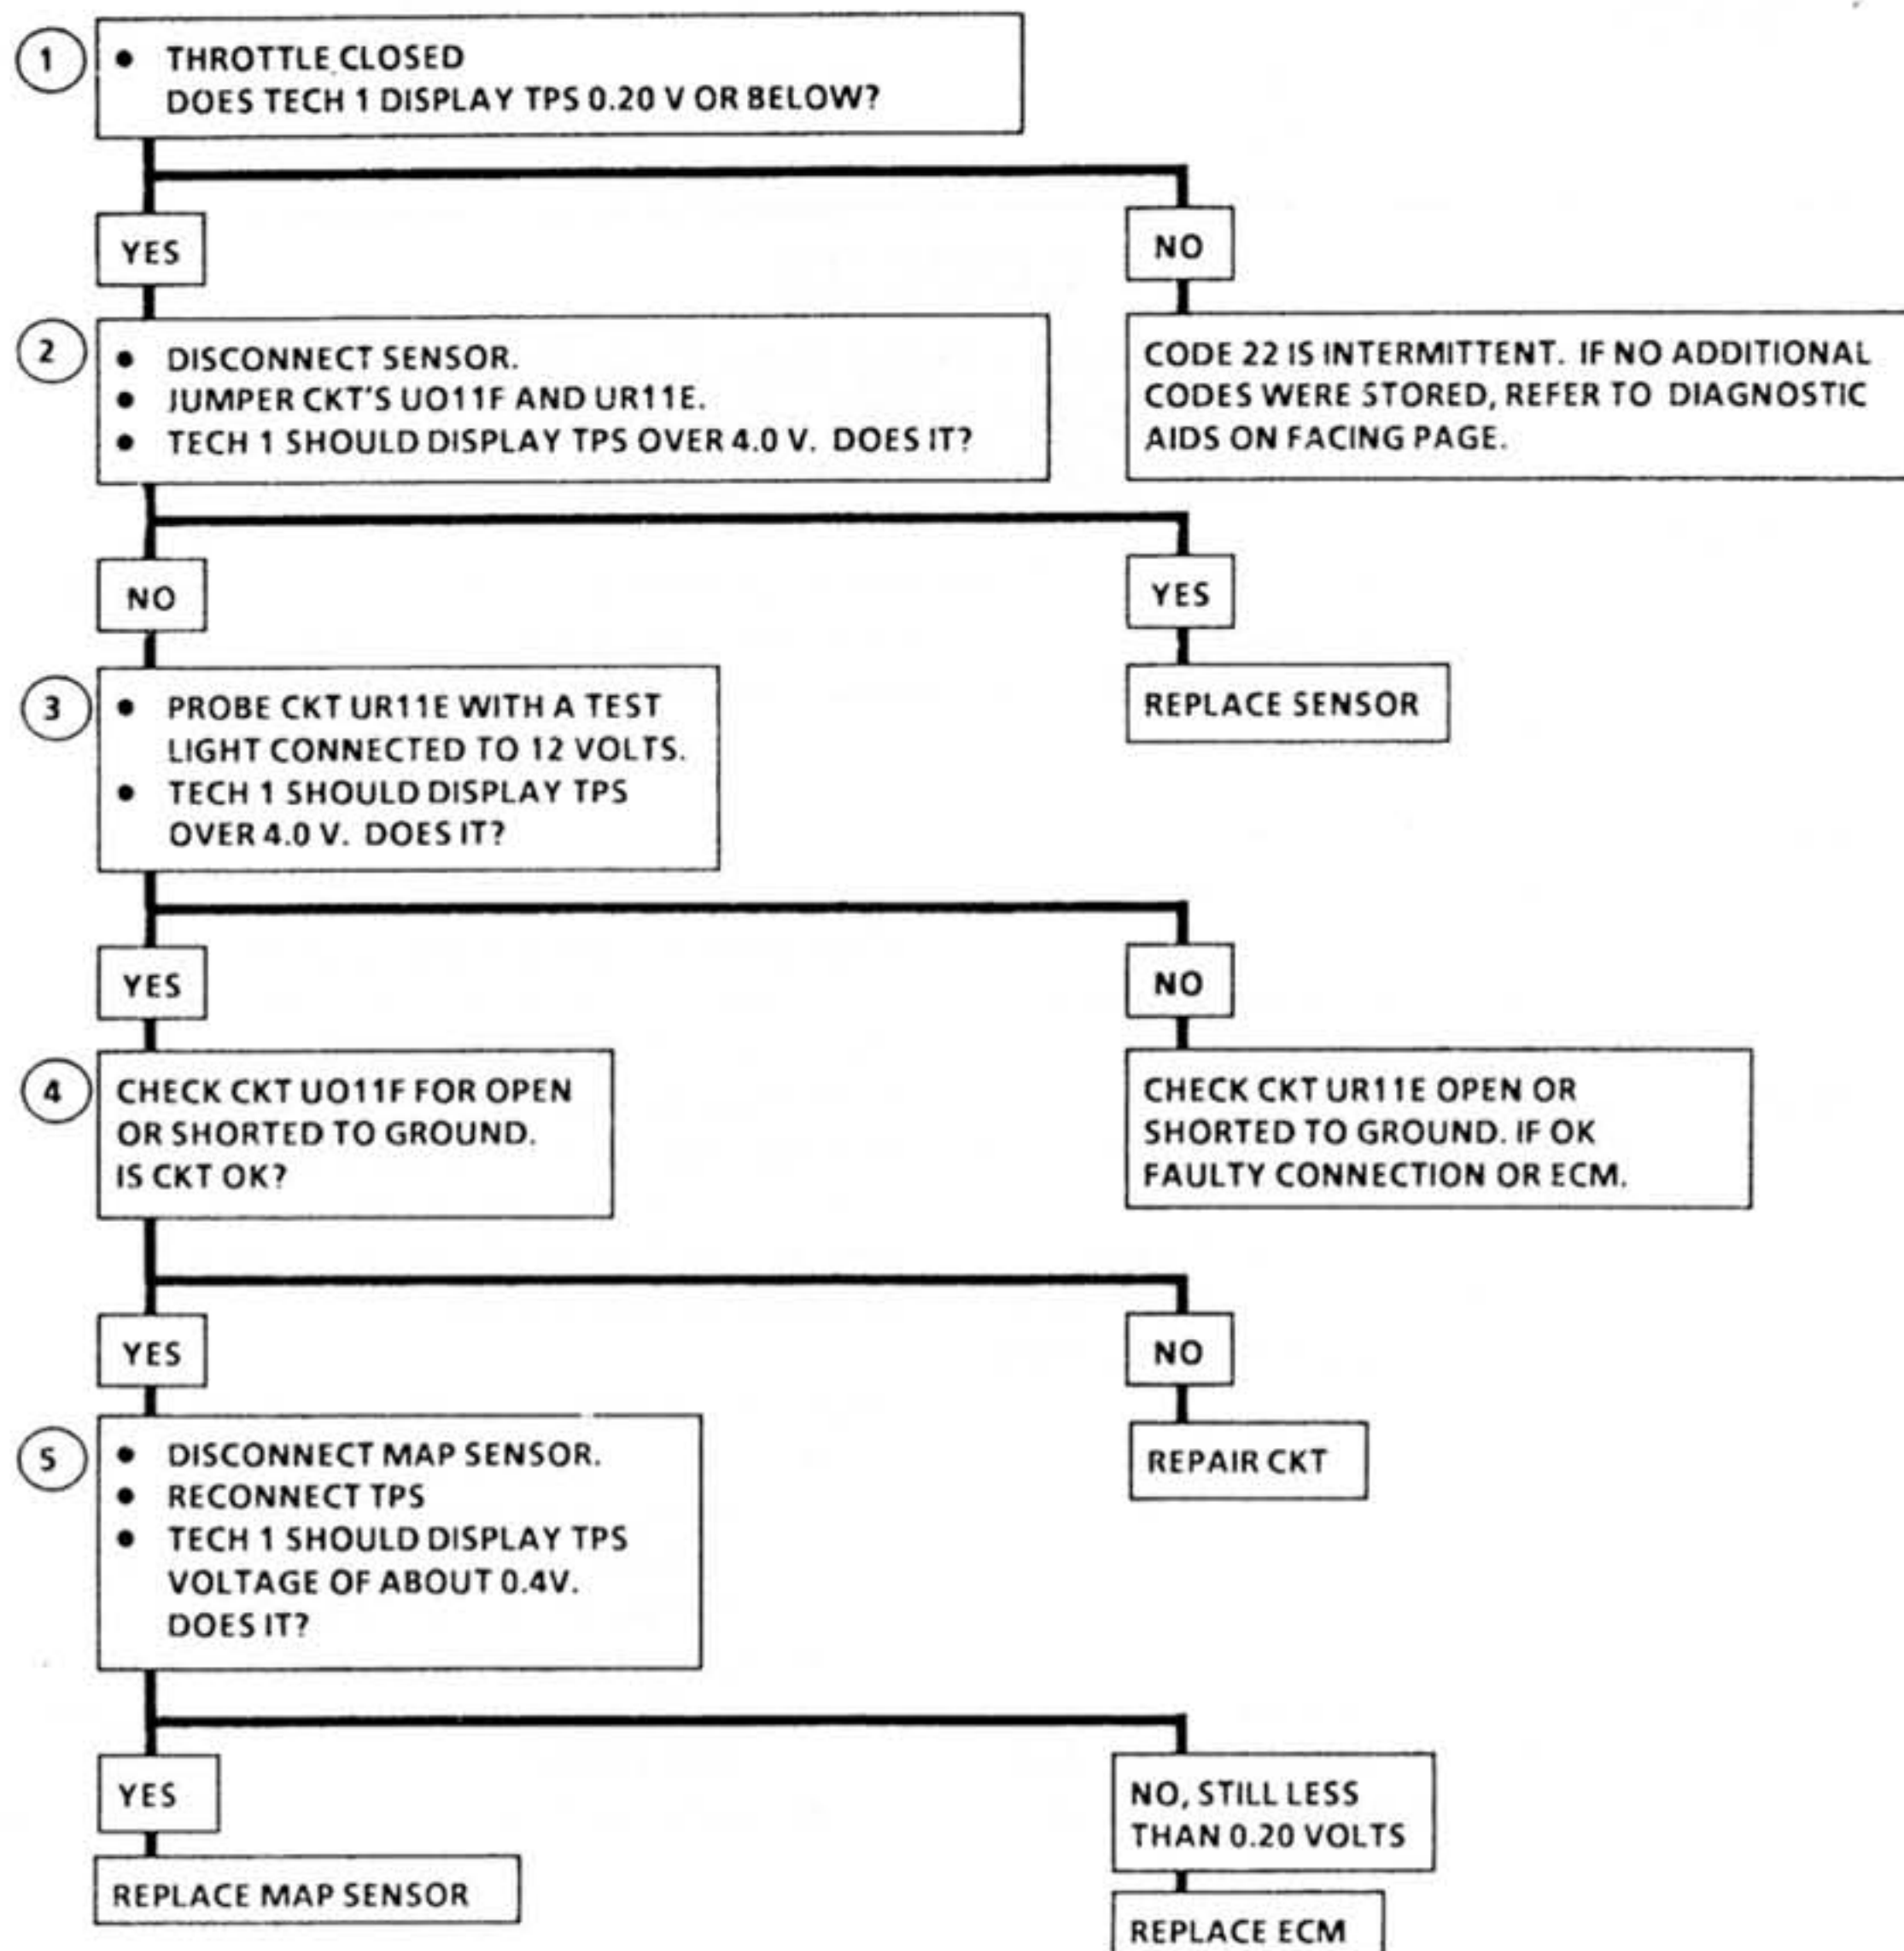 1
• THROTTLE CLOSED
DOES TECH 1 DISPLAY TPS 0.20 V OR BELOW?
YES
NO
2
• DISCONNECT SENSOR.
• JUMPER CKT'S UO11F AND UR11E.
• TECH 1 SHOULD DISPLAY TPS OVER 4.0 V. DOES IT?
CODE 22 IS INTERMITTENT. IF NO ADDITIONAL
CODES WERE STORED, REFER TO DIAGNOSTIC
AIDS ON FACING PAGE.
NO
YES
3
• PROBE CKT UR11E WITH A TEST
LIGHT CONNECTED TO 12 VOLTS.
• TECH 1 SHOULD DISPLAY TPS
OVER 4.0 V. DOES IT?
REPLACE SENSOR
YES
NO
4
CHECK CKT UO11F FOR OPEN
OR SHORTED TO GROUND.
IS CKT OK?
CHECK CKT UR11E OPEN OR
SHORTED TO GROUND. IF OK
FAULTY CONNECTION OR ECM.
YES
NO
5
• DISCONNECT MAP SENSOR.
• RECONNECT TPS
• TECH 1 SHOULD DISPLAY TPS
VOLTAGE OF ABOUT 0.4V.
DOES IT?
REPAIR CKT
YES
NO, STILL LESS
THAN 0.20 VOLTS
REPLACE MAP SENSOR
REPLACE ECM